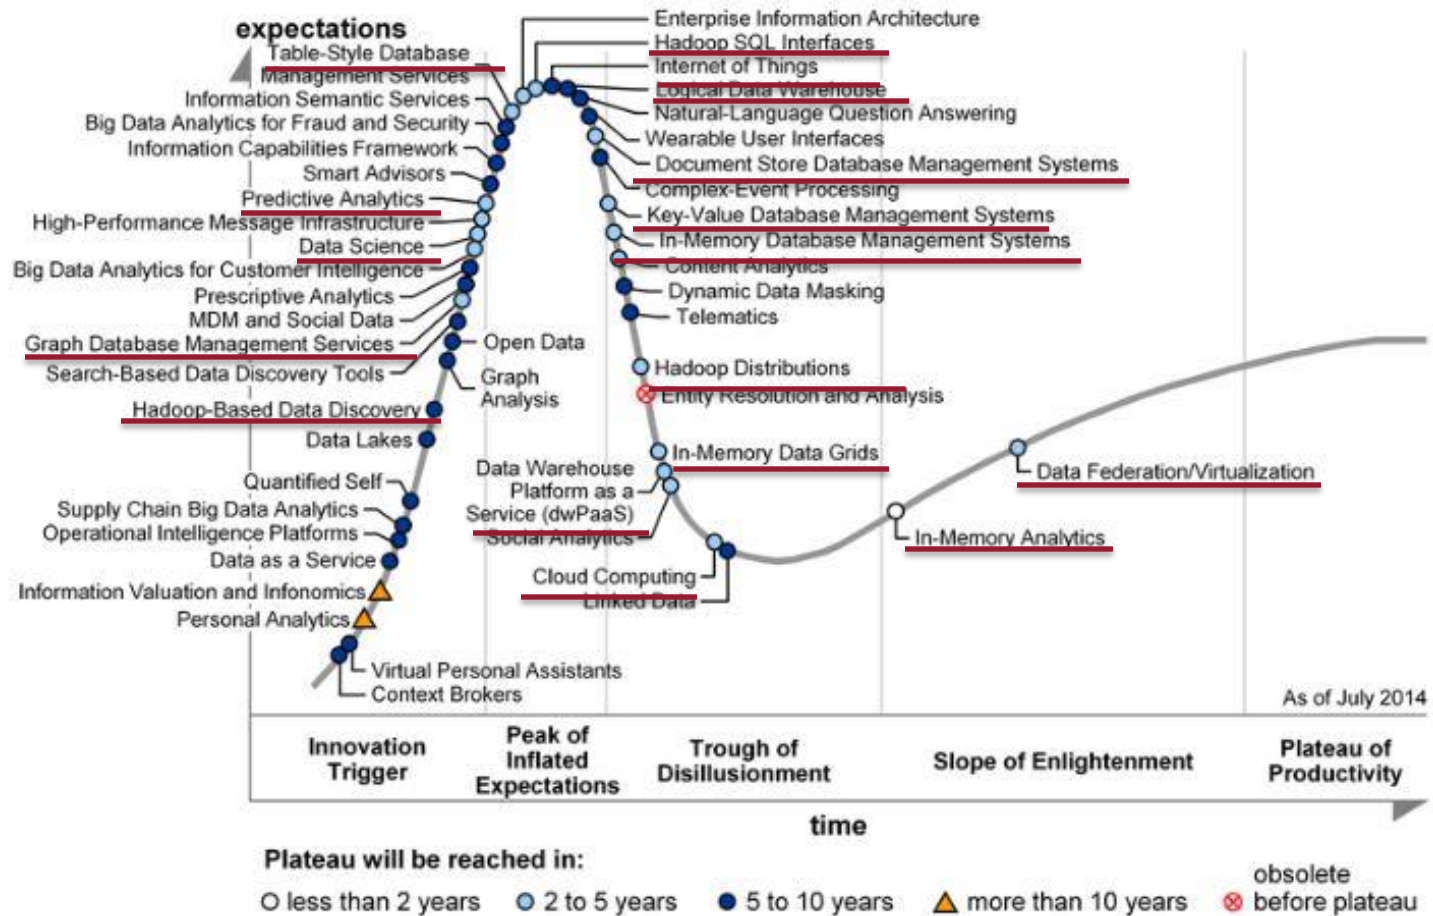 expectations
Table-Style Database
Management Services
Information Semantic Services
Big Data Analytics for Fraud and Security
Information Capabilities Framework
Smart Advisors
Predictive Analytics
High-Performance Message Infrastructure
Data Science
Big Data Analytics for Customer Intelligence
Prescriptive Analytics
MDM and Social Data
Graph Database Management Services
Search-Based Data Discovery Tools
Hadoop-Based Data Discovery
Data Lakes
Quantified Self
Supply Chain Big Data Analytics
Operational Intelligence Platforms
Data as a Service
Information Valuation and Infonomics
Personal Analytics
Virtual Personal Assistants
Context Brokers
Open Data
Graph
Analysis
Enterprise Information Architecture
Hadoop SQL Interfaces
Internet of Things
Logical Data Warehouse
Natural-Language Question Answering
Wearable User Interfaces
Document Store Database Management Systems
Complex-Event Processing
Key-Value Database Management Systems
In-Memory Database Management Systems
Content Analytics
Dynamic Data Masking
Telematics
Hadoop Distributions
Entity Resolution and Analysis
In-Memory Data Grids
Data Warehouse
Platform as a
Service (dwPaaS)
Social Analytics
Cloud Computing
Linked Data
Data Federation/Virtualization
In-Memory Analytics
As of July 2014
Innovation
Trigger
Peak of
Inflated
Expectations
Trough of
Disillusionment
Slope of Enlightenment
Plateau of
Productivity
time
Plateau will be reached in:
less than 2 years
2 to 5 years
5 to 10 years
more than 10 years
obsolete
before plateau